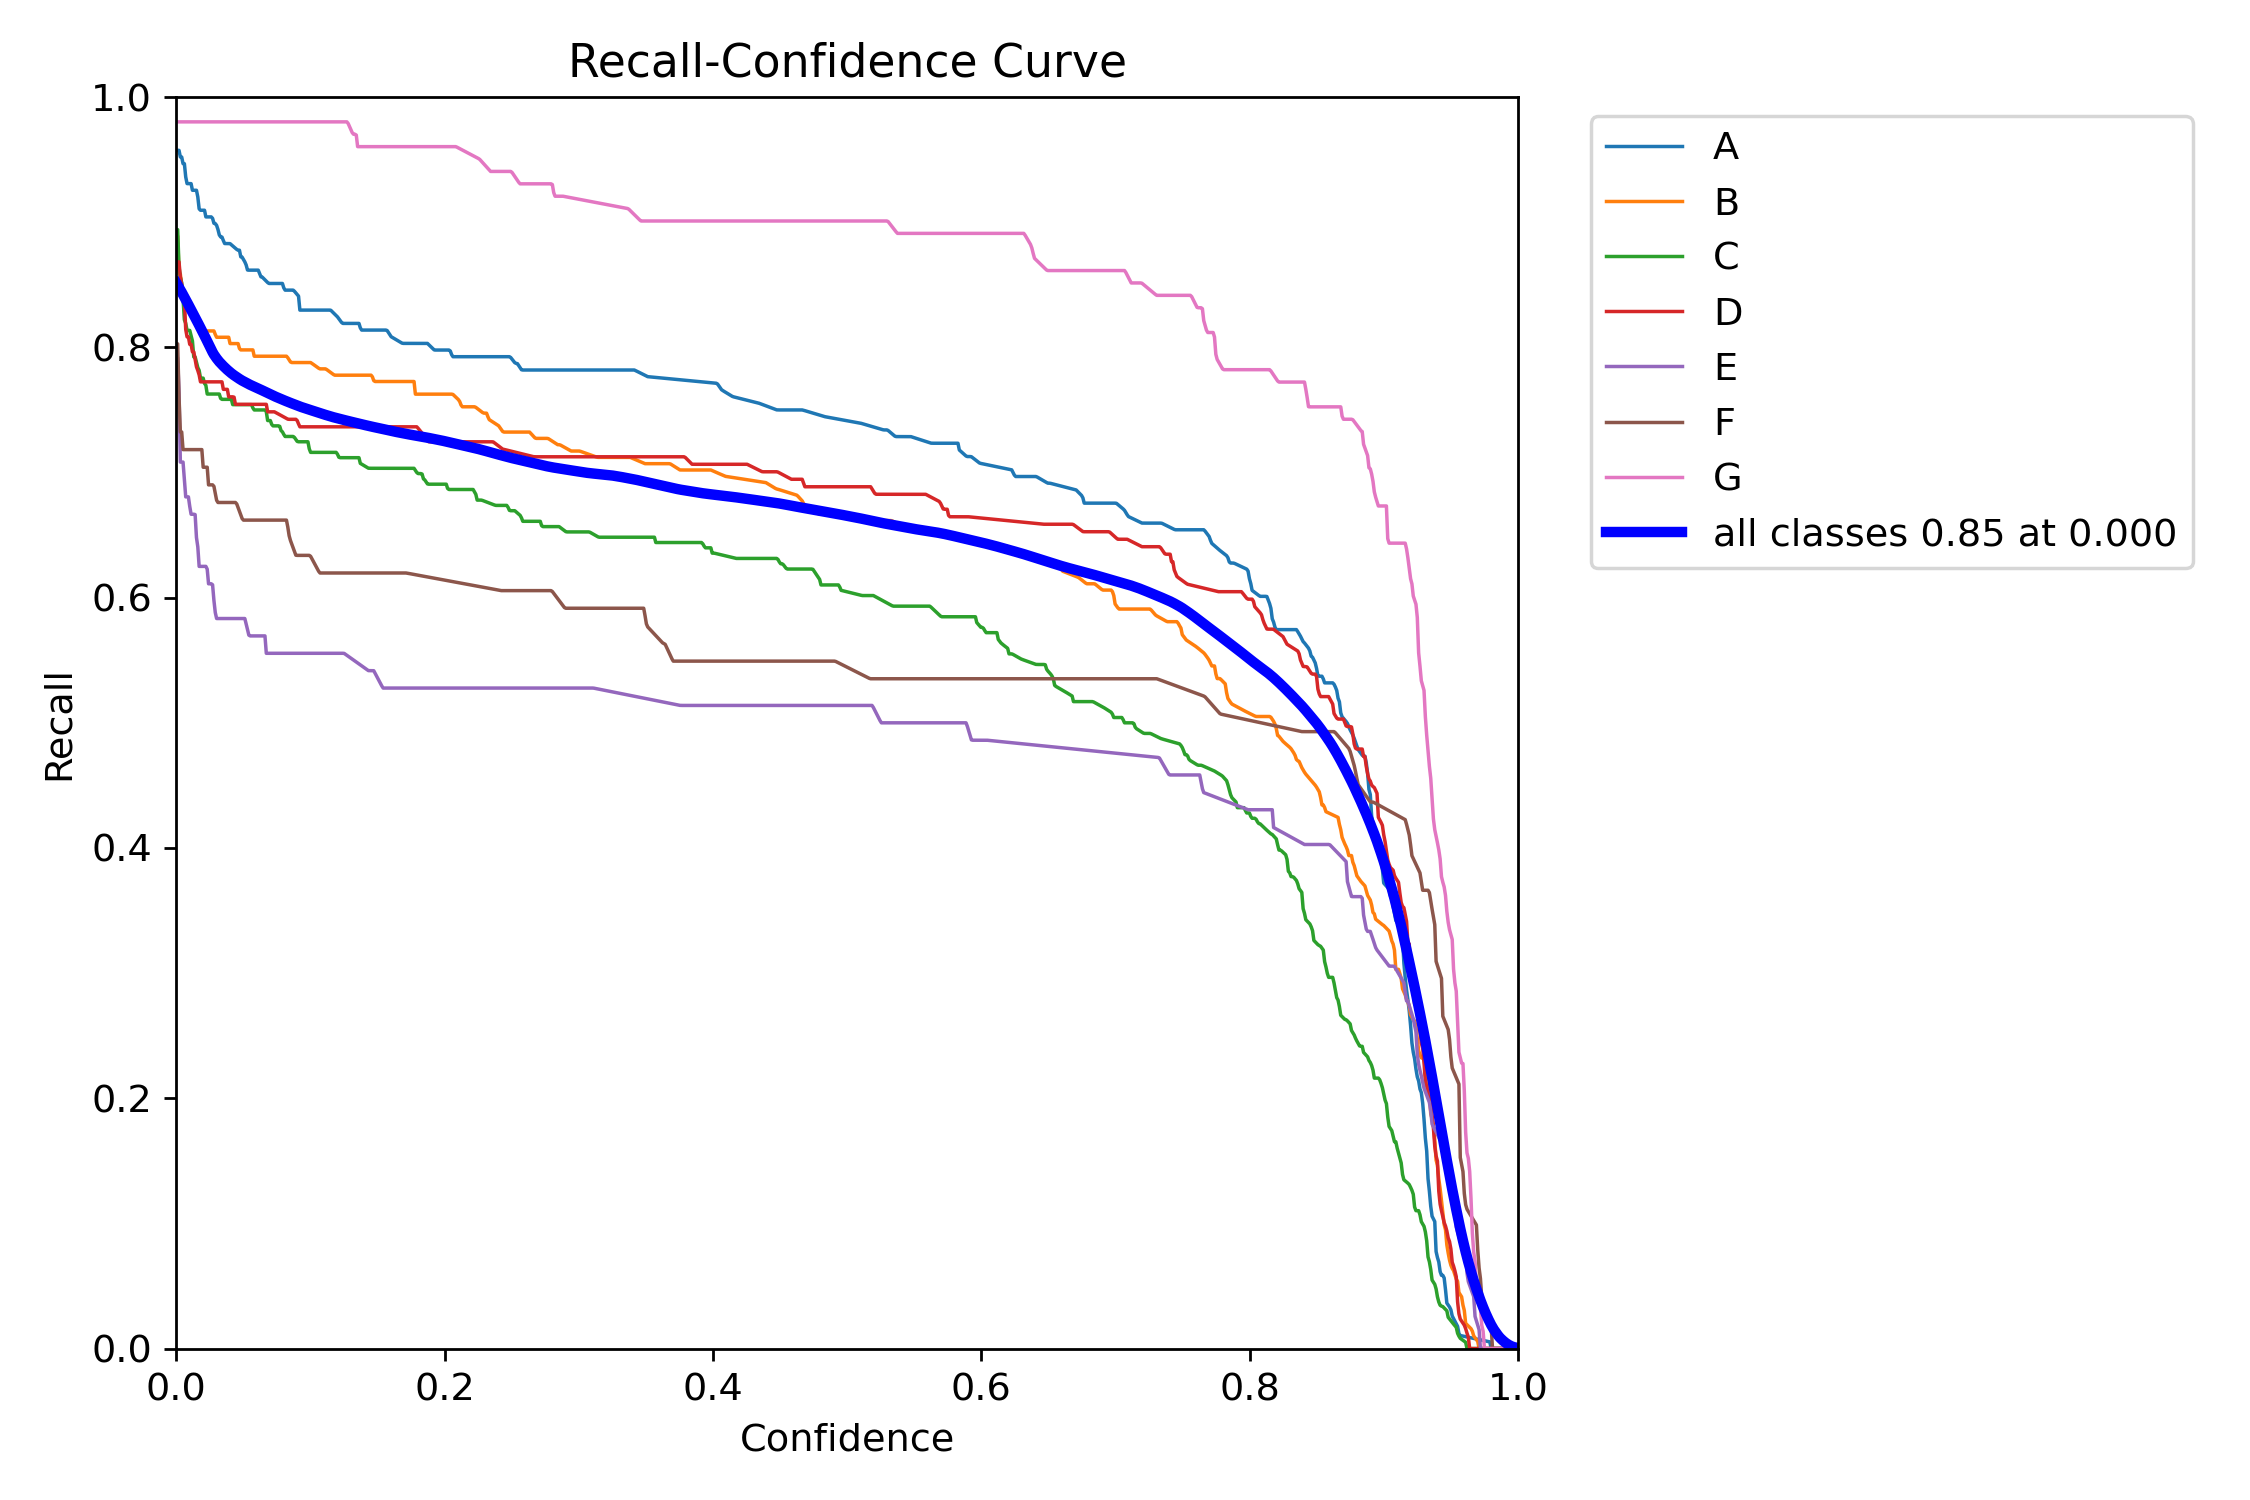 Recall-Confidence Curve
1.0
0.8
0.6
0.4
0.2
0.0
Recall
0.0 0.2 0.4 0.6 0.8 1.0
Confidence
A
B
C
D
E
F
G
all classes 0.85 at 0.000